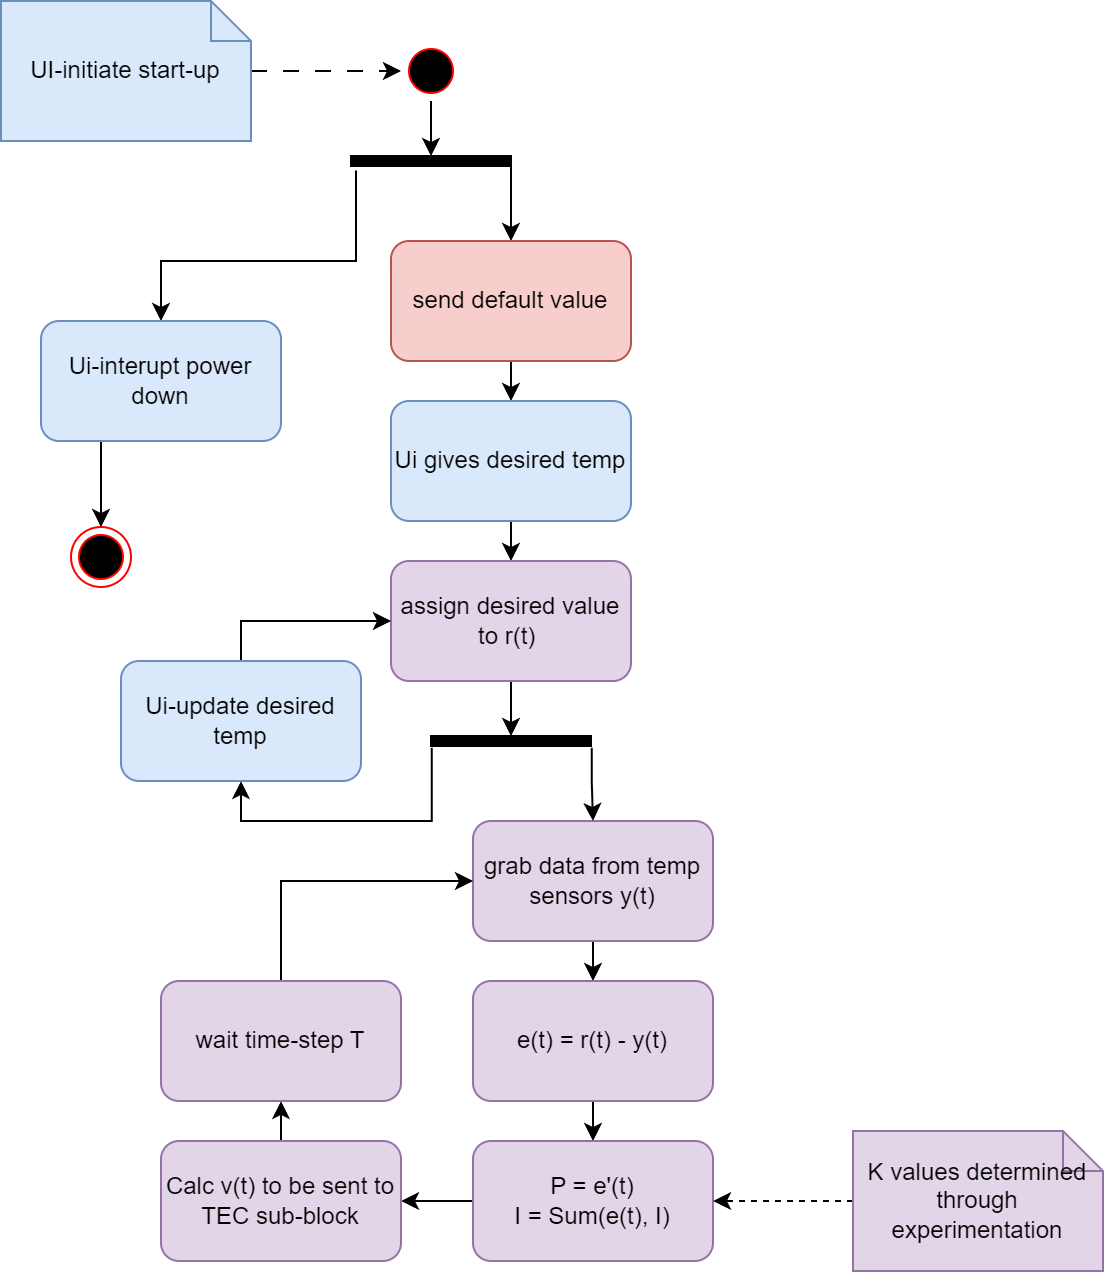 UI-initiate start-up
send default value
Ui-interupt power
down
Ui gives desired temp
assign desired value
to r(t)
Ui-update desired
temp
grab data from temp
sensors y(t)
wait time-step T
e(t) = r(t) - y(t)
Calc v(t) to be sent to
TEC sub-block
P = e'(t)
I = Sum(e(t), I)
K values determined
through
experimentation